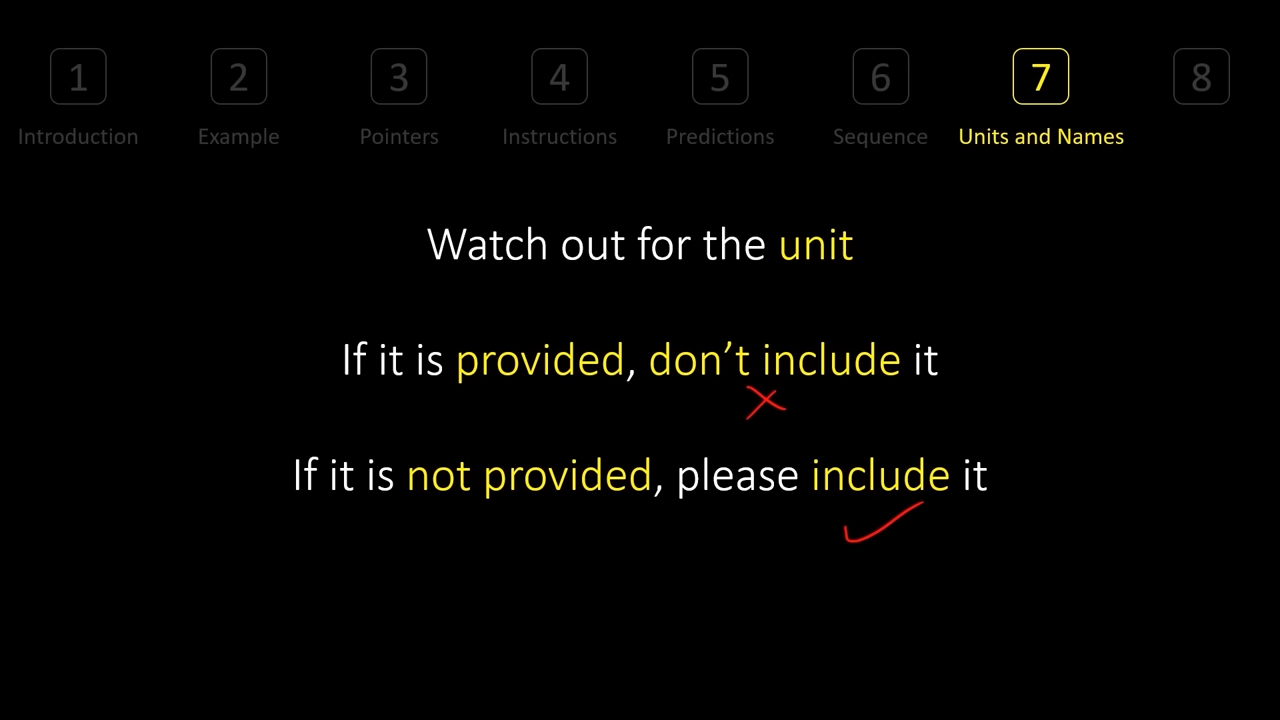 1 2 3 4 5 6 7 8
Introduction Example Pointers Instructions Predictions Sequence Units and Names
Watch out for the unit
If it is provided, don’t include it
If it is not provided, please include it